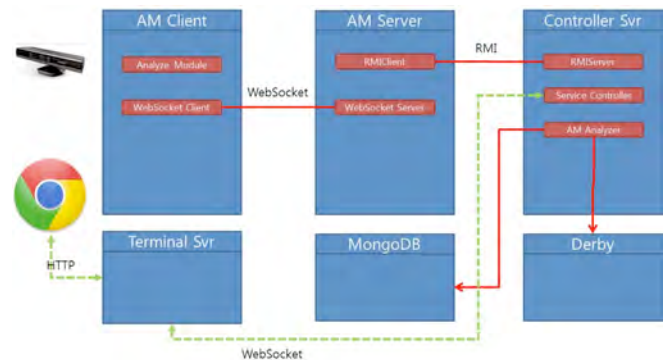 AM Client
AM Server
Controller Svr
Analyze Module
RMIClient
RMI
RMIServer
WebSocket Client
WebSocket
WebSocket Server
Service Controller
AM Analyzer
Terminal Svr
MongoDB
Derby
HTTP
WebSocket